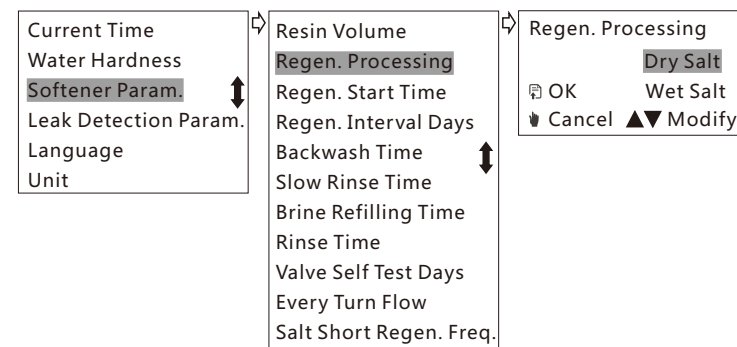 Current Time
Water Hardness
Softener Param.
Leak Detection Param.
Language
Unit
Resin Volume
Regen. Processing
Regen. Start Time
Regen. Interval Days
Backwash Time
Slow Rinse Time
Brine Refilling Time
Rinse Time
Valve Self Test Days
Every Turn Flow
Salt Short Regen. Freq.
Regen. Processing
Dry Salt
OK Wet Salt
Cancel ▲▼ Modify